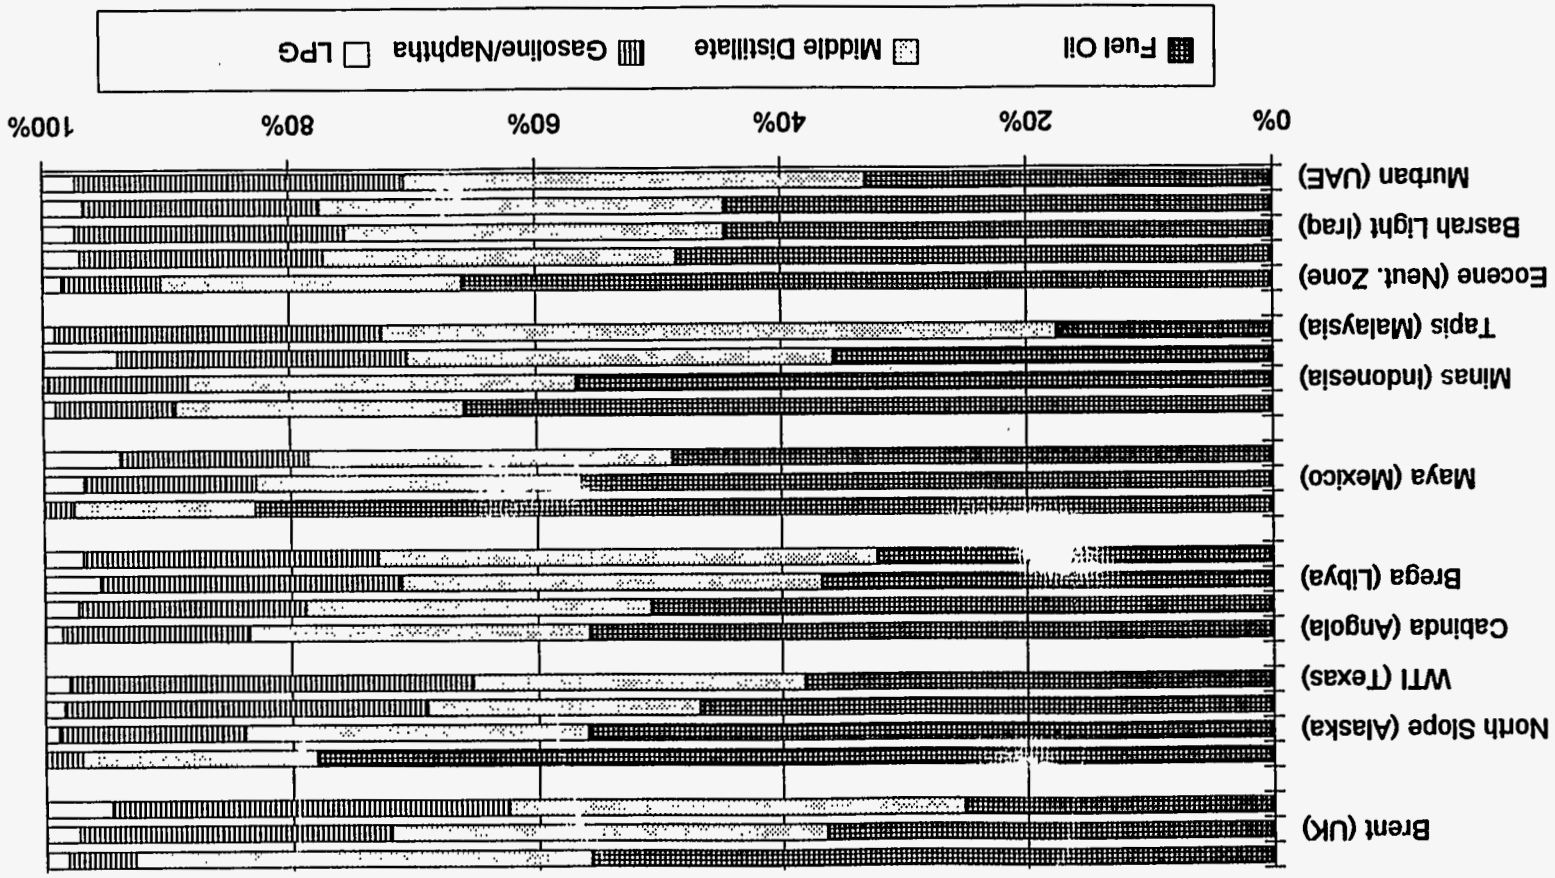 Brent (UK)
North Slope (Alaska)
WTI (Texas)
Cabinda (Angola)
Brega (Libya)
Maya (Mexico)
Minas (Indonesia)
Tapis (Malaysia)
Eocene (Neut. Zone)
Basrah Light (Iraq)
Murban (UAE)
0% 20% 40% 60% 80% 100%
Fuel Oil Middle Distillate Gasoline/Naphtha LPG